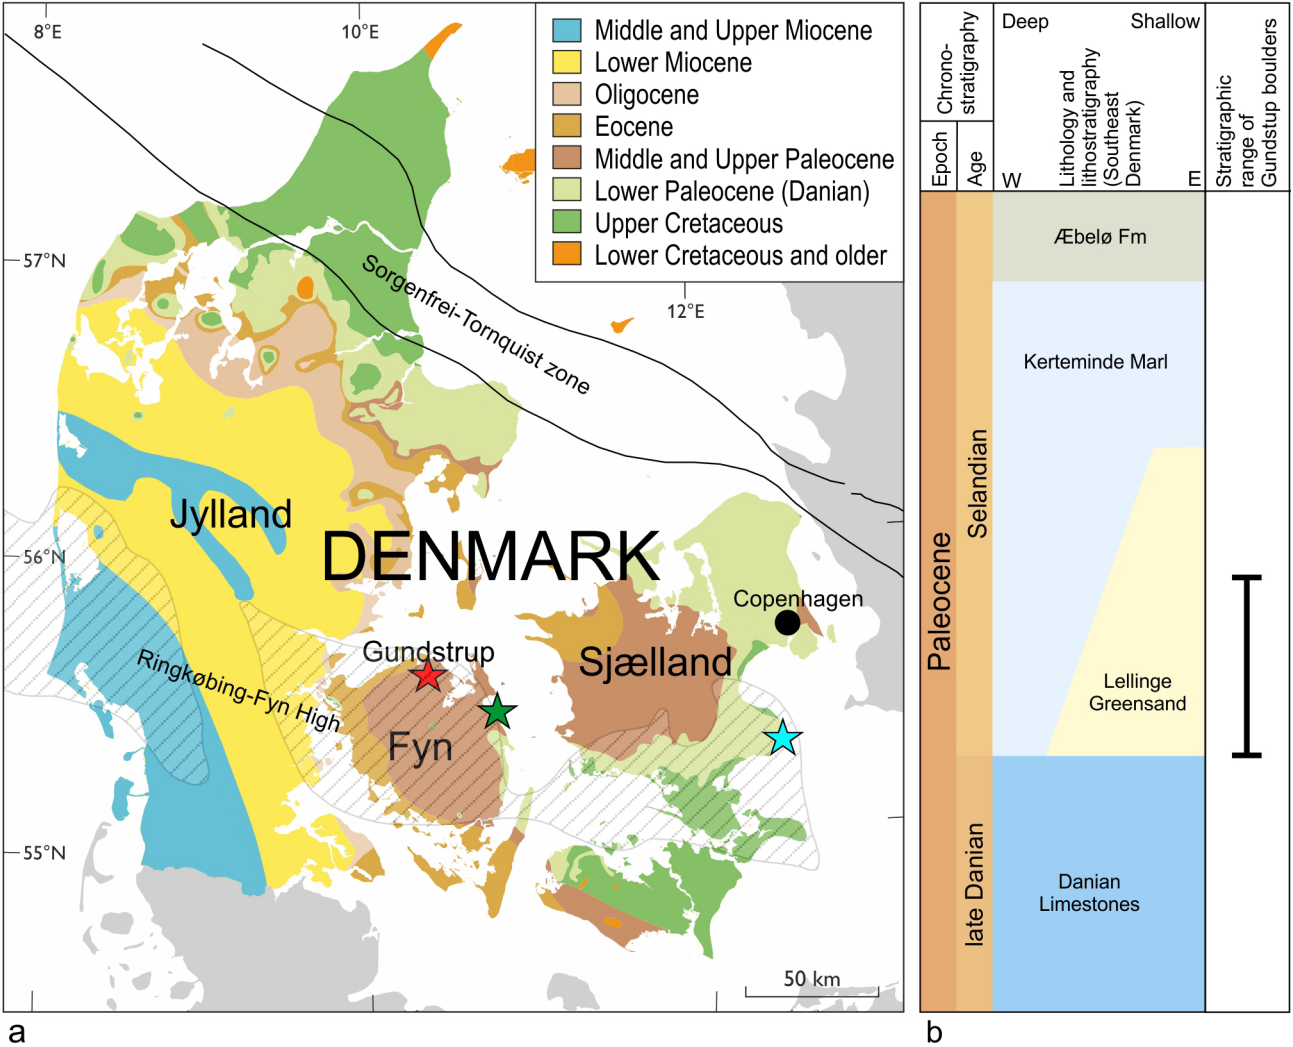 8°E
10°E
Middle and Upper Miocene
Lower Miocene
Oligocene
Eocene
Middle and Upper Paleocene
Lower Paleocene (Danian)
Upper Cretaceous
Lower Cretaceous and older
57°N
12°E
Sorgenfrei-Tornquist zone
Jylland
DENMARK
56°N
Copenhagen
Gundstrup
Sjælland
Ringkøbing-Fyn High
Fyn
55°N
50 km
a
Chrono-
stratigraphy
Epoch
Age
Deep
Shallow
Lithology and
lithostratigraphy
(Southeast
Denmark)
W
E
Stratigraphic
range of
Gundstup boulders
Æbelø Fm
Kerteminde Marl
Selandian
Paleocene
Lellinge
Greensand
late Danian
Danian
Limestones
b